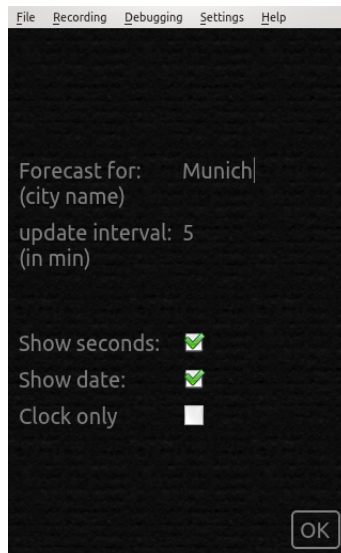 File Recording Debugging Settings Help
Forecast for: Munich
(city name)
update interval: 5
(in min)
Show seconds:
Show date:
Clock only
OK